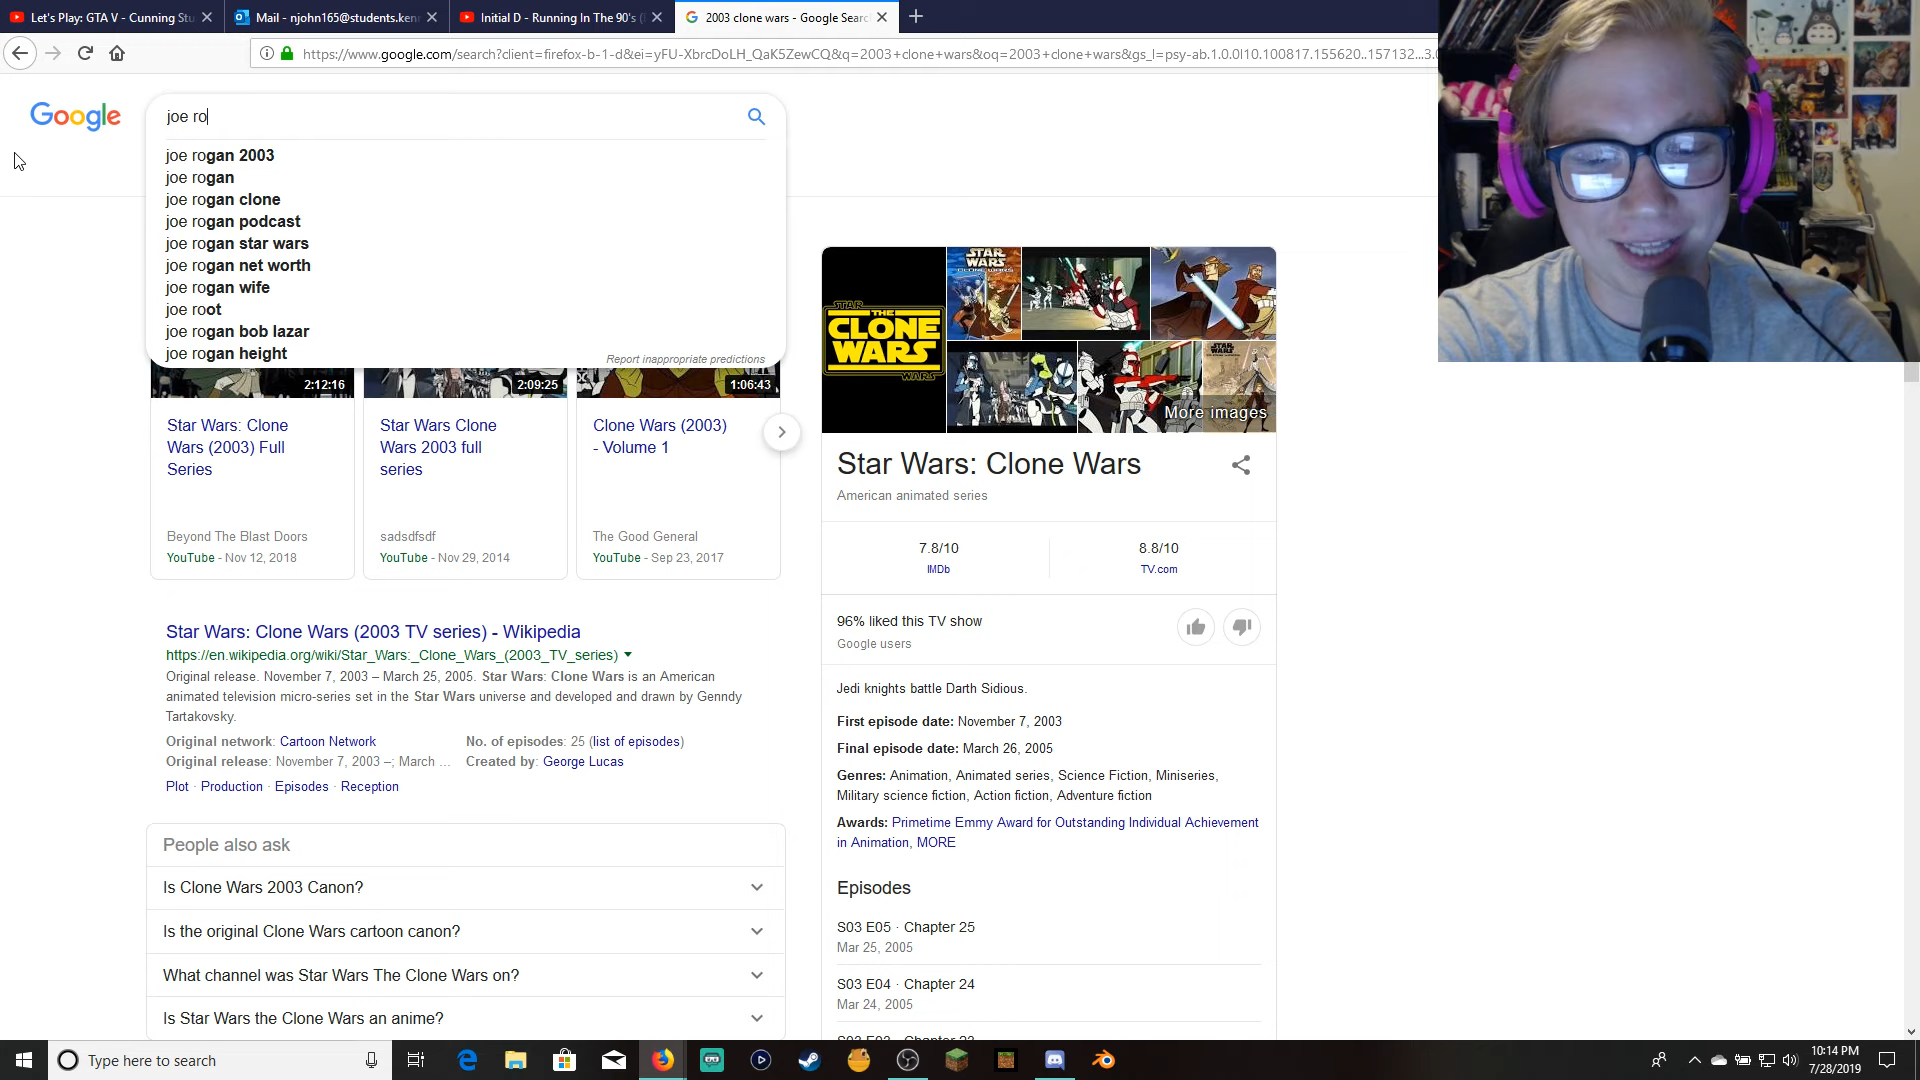 Let's Play: GTA V - Cunning Stu
Mail - njohn165@students.ken
Initial D - Running In The 90's (
2003 clone wars - Google Searc
https://www.google.com/search?client=firefox-b-1-d&ei=yFU-XbrcDoLH_QaK5ZewCQ&q=2003+clone+wars&oq=2003+clone+wars&gs_l=psy-ab.1.0.0l10.100817.155620..157132...3.0
Google
joe ro
joe rogan 2003
joe rogan
joe rogan clone
joe rogan podcast
joe rogan star wars
joe rogan net worth
joe rogan wife
joe root
joe rogan bob lazar
joe rogan height
Report inappropriate predictions
2:12:16
2:09:25
1:06:43
Star Wars: Clone
Wars (2003) Full
Series
Beyond The Blast Doors
YouTube - Nov 12, 2018
Star Wars Clone
Wars 2003 full
series
sadsdfsdf
YouTube - Nov 29, 2014
Clone Wars (2003)
- Volume 1
The Good General
YouTube - Sep 23, 2017
Star Wars: Clone Wars (2003 TV series) - Wikipedia
https://en.wikipedia.org/wiki/Star_Wars:_Clone_Wars_(2003_TV_series)
Original release. November 7, 2003 – March 25, 2005. Star Wars: Clone Wars is an American
animated television micro-series set in the Star Wars universe and developed and drawn by Genndy
Tartakovsky.
Original network: Cartoon Network
No. of episodes: 25 (list of episodes)
Original release: November 7, 2003 –; March ...
Created by: George Lucas
Plot · Production · Episodes · Reception
People also ask
Is Clone Wars 2003 Canon?
Is the original Clone Wars cartoon canon?
What channel was Star Wars The Clone Wars on?
Is Star Wars the Clone Wars an anime?
STAR
THE
CLONE
WARS
WARS
STAR
WARS
CLONE WARS
More images
Star Wars: Clone Wars
American animated series
7.8/10
IMDb
8.8/10
TV.com
96% liked this TV show
Google users
Jedi knights battle Darth Sidious.
First episode date: November 7, 2003
Final episode date: March 26, 2005
Genres: Animation, Animated series, Science Fiction, Miniseries,
Military science fiction, Action fiction, Adventure fiction
Awards: Primetime Emmy Award for Outstanding Individual Achievement
in Animation, MORE
Episodes
S03 E05 · Chapter 25
Mar 25, 2005
S03 E04 · Chapter 24
Mar 24, 2005
Type here to search
10:14 PM
7/28/2019